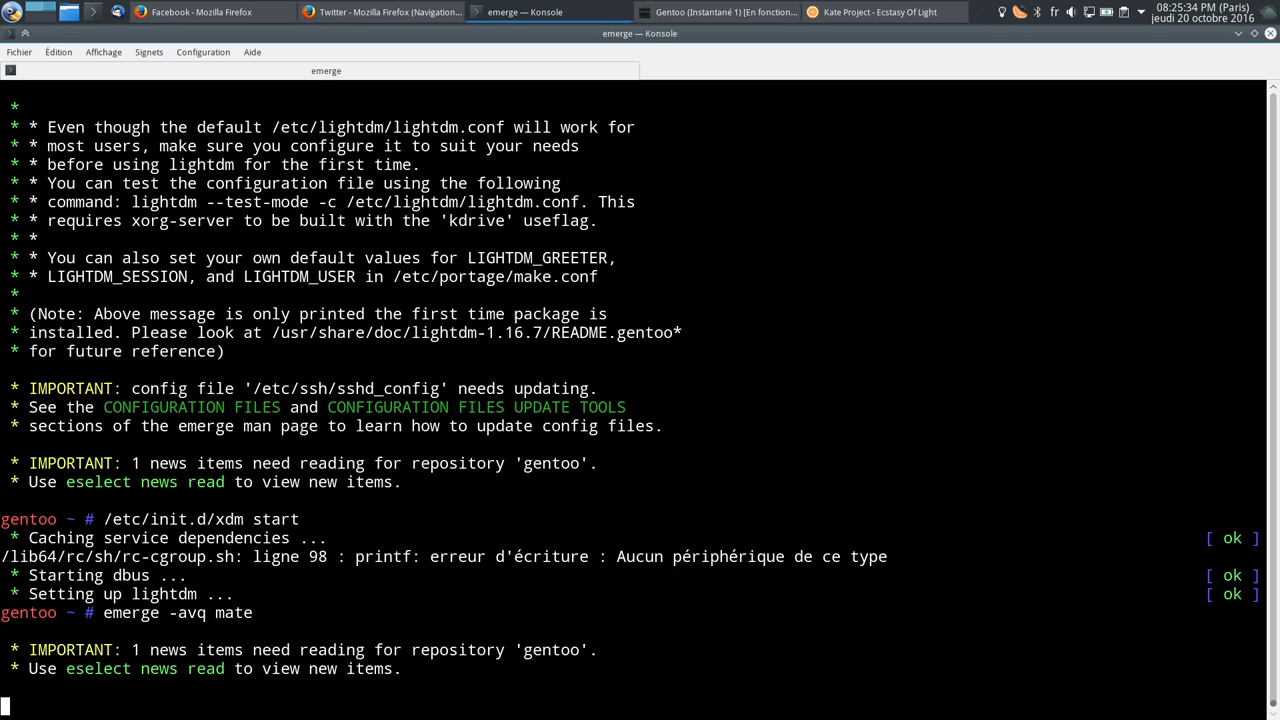 Facebook - Mozilla Firefox
Twitter - Mozilla Firefox (Navigation...
emerge — Konsole
Gentoo (Instantané 1) [En fonction...
Kate Project - Ecstasy Of Light
fr
08:25:34 PM (Paris)
jeudi 20 octobre 2016
emerge — Konsole
Fichier Édition Affichage Signets Configuration Aide
emerge
*
* * Even though the default /etc/lightdm/lightdm.conf will work for
* * most users, make sure you configure it to suit your needs
* * before using lightdm for the first time.
* * You can test the configuration file using the following
* * command: lightdm --test-mode -c /etc/lightdm/lightdm.conf. This
* * requires xorg-server to be built with the 'kdrive' useflag.
* *
* * You can also set your own default values for LIGHTDM_GREETER,
* * LIGHTDM_SESSION, and LIGHTDM_USER in /etc/portage/make.conf
*
* (Note: Above message is only printed the first time package is
* installed. Please look at /usr/share/doc/lightdm-1.16.7/README.gentoo*
* for future reference)
* IMPORTANT: config file '/etc/ssh/sshd_config' needs updating.
* See the CONFIGURATION FILES and CONFIGURATION FILES UPDATE TOOLS
* sections of the emerge man page to learn how to update config files.
* IMPORTANT: 1 news items need reading for repository 'gentoo'.
* Use eselect news read to view new items.
gentoo ~ # /etc/init.d/xdm start
* Caching service dependencies ... [ ok ]
/lib64/rc/sh/rc-cgroup.sh: ligne 98 : printf: erreur d'écriture : Aucun périphérique de ce type
* Starting dbus ... [ ok ]
* Setting up lightdm ... [ ok ]
gentoo ~ # emerge -avq mate
* IMPORTANT: 1 news items need reading for repository 'gentoo'.
* Use eselect news read to view new items.